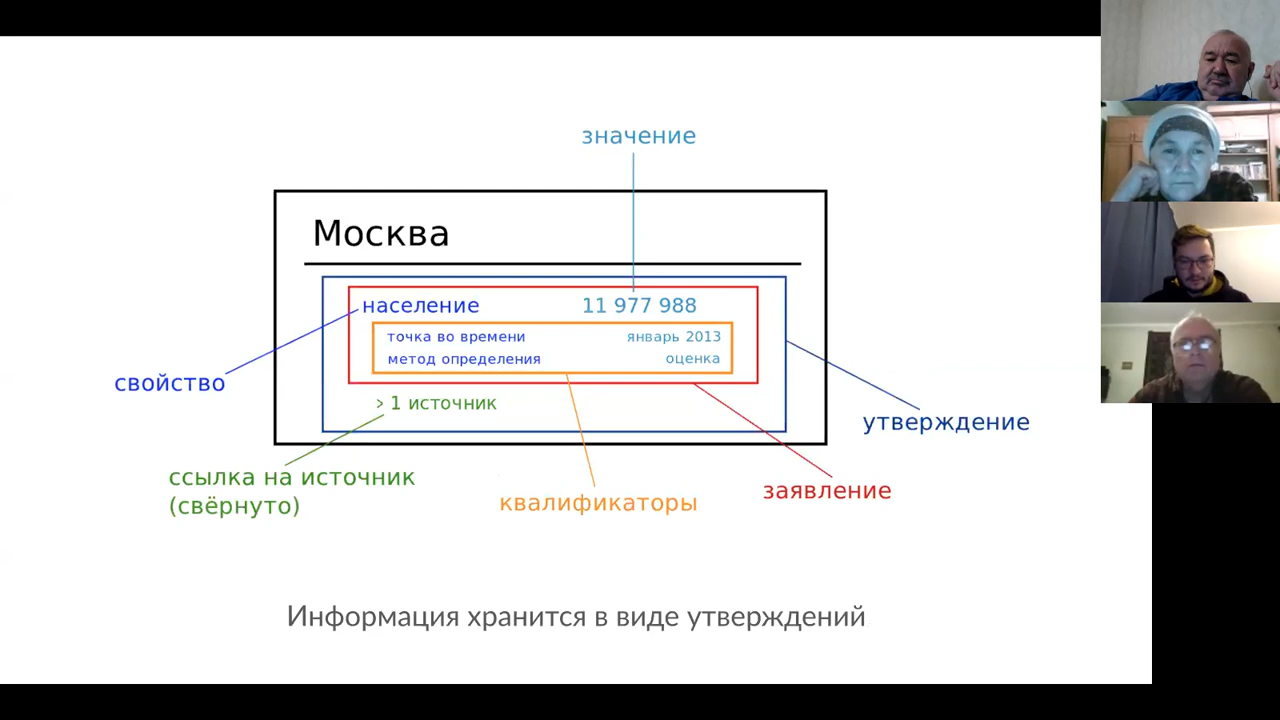 значение
Москва
население 11 977 988
точка во времени январь 2013
метод определения оценка
> 1 источник
свойство
утверждение
ссылка на источник
(свёрнуто)
квалификаторы
заявление
Информация хранится в виде утверждений